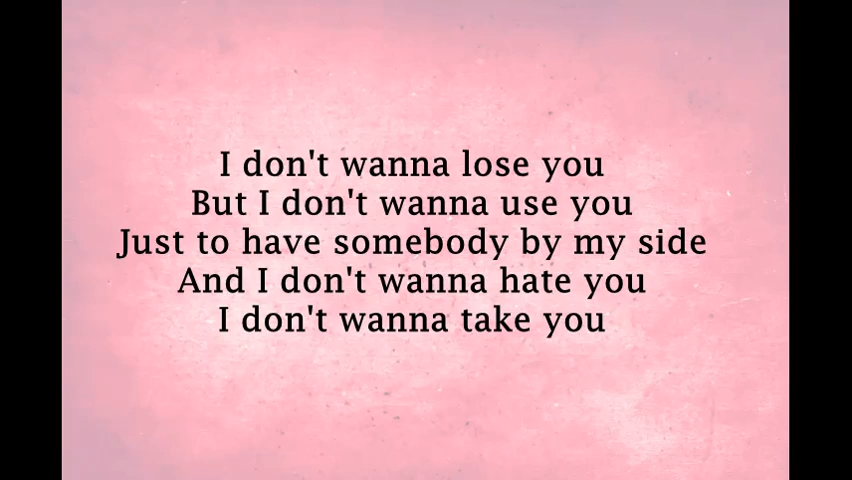 I don't wanna lose you
But I don't wanna use you
Just to have somebody by my side
And I don't wanna hate you
I don't wanna take you